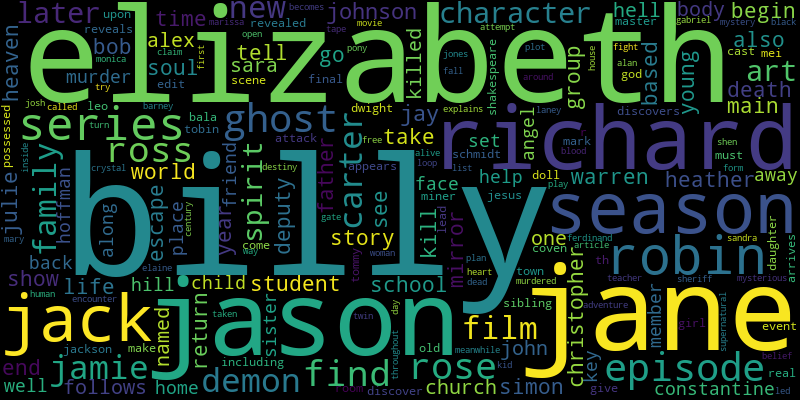 elizabeth
billy
richard
jane
jason
season
robin
jack
series
episode
ghost
film
rose
jamie
find
ross
demon
carter
spirit
family
character
new
later
time
johnson
hell
body
begin
bob
alex
tell
go
killed
group
based
young
also
art
death
main
heaven
murder
soul
sara
jay
take
angel
set
help
warren
heather
away
julie
hoffman
world
friend
father
face
kill
mirror
see
story
one
school
student
child
deputy
escape
place
year
along
back
show
life
hill
named
return
sister
home
follows
end
well
church
simon
john
christopher
key
member
constantine
possessed
josh
called
leo
bala
tobin
turn
barney
edit
scene
final
dwight
jones
fall
shakespeare
master
mystery
black
gabriel
cast
mei
god
house
fight
alan
plot
around
discovers
must
shen
form
mark
blood
schmidt
list
loop
alive
free
attack
appears
destiny
crystal
inside
mary
century
gate
come
way
tommy
woman
miner
lead
jesus
doll
play
plan
heart
dead
town
coven
ferdinand
article
th
sandra
daughter
arrives
teacher
sheriff
mysterious
adventure
girl
supernatural
event
belief
real
led
give
discover
room
kid
old
meanwhile
murdered
sibling
day
throughout
twin
including
taken
make
jackson
elaine
human
encounter
upon
reveals
monica
try
marissa
becomes
first
claim
revealed
open
tape
movie
pony
attempt
explains
laney